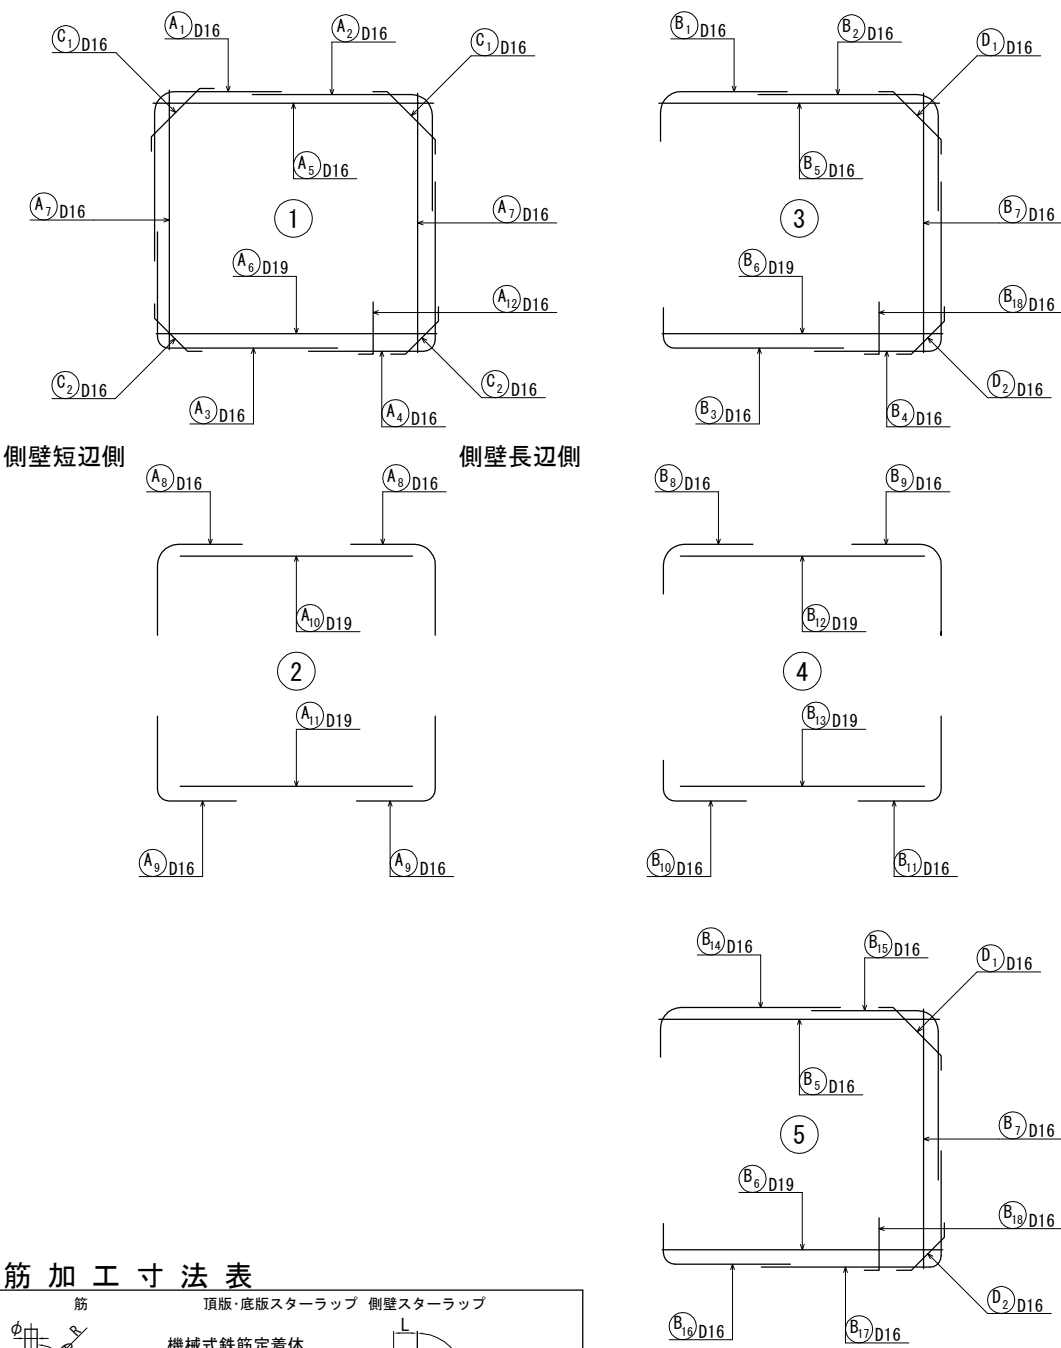 C1 D16
A1 D16
A2 D16
C1 D16
A5 D16
A7 D16
1
A7 D16
A6 D19
A12 D16
C2 D16
A3 D16
A4 D16
C2 D16
B1 D16
B2 D16
D1 D16
B5 D16
3
B7 D16
B6 D19
B18 D16
B3 D16
B4 D16
D2 D16
側壁短辺側
側壁長辺側
A8 D16
A8 D16
A10 D19
2
A11 D19
A9 D16
A9 D16
B8 D16
B9 D16
B12 D19
4
B13 D19
B10 D16
B11 D16
B14 D16
B15 D16
D1 D16
B5 D16
5
B7 D16
B6 D19
B18 D16
B16 D16
B17 D16
D2 D16
筋加工寸法表
筋 頂版・底版スターラップ 側壁スターラップ
φ R L
機械式鉄筋定着体